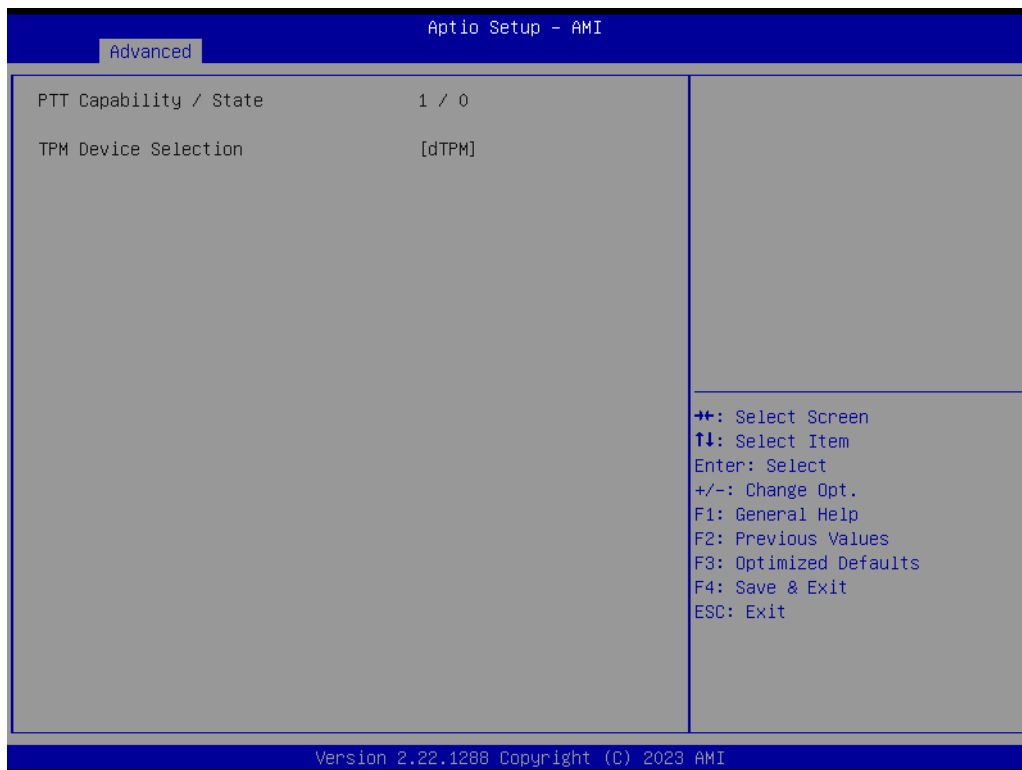 Aptio Setup – AMI
Advanced
PTT Capability / State 1 / 0
TPM Device Selection [dTPM]
→←: Select Screen
↑↓: Select Item
Enter: Select
+/-: Change Opt.
F1: General Help
F2: Previous Values
F3: Optimized Defaults
F4: Save & Exit
ESC: Exit
Version 2.22.1288 Copyright (C) 2023 AMI